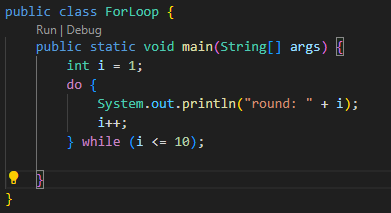 public class ForLoop {
Run | Debug
    public static void main(String[] args) {
        int i = 1;
        do {
            System.out.println("round: " + i);
            i++;
        } while (i <= 10);

    }
}